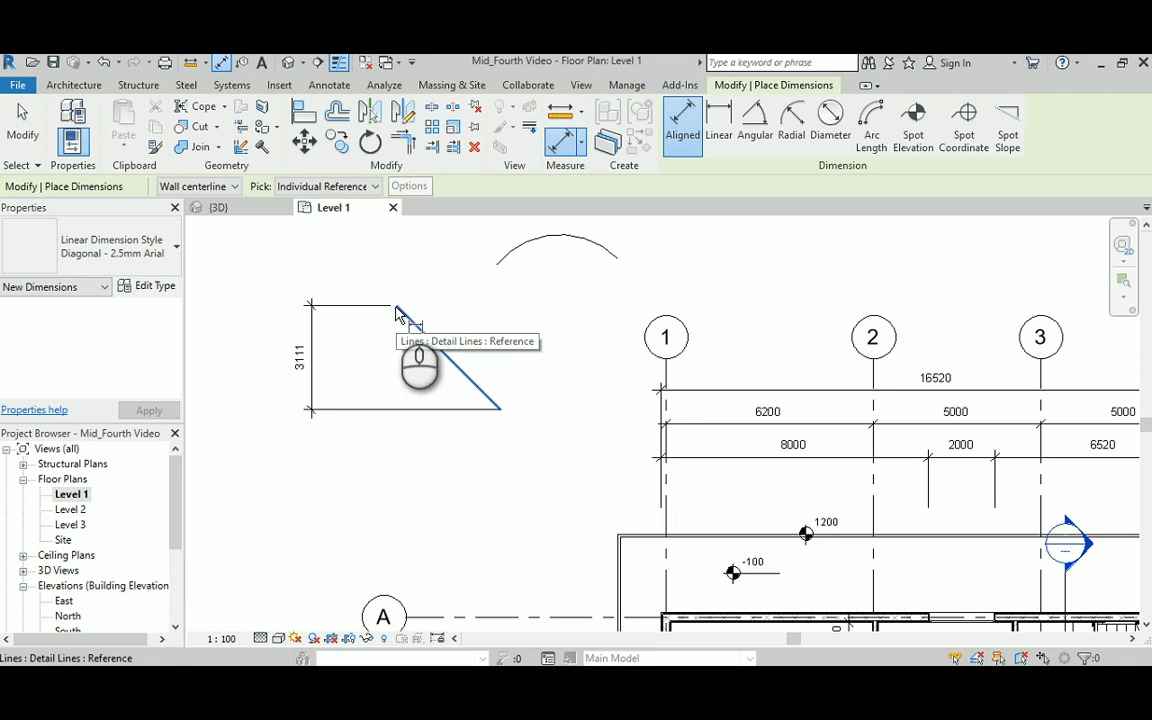 Mid_Fourth Video - Floor Plan: Level 1
Type a keyword or phrase
Sign In
File
Architecture
Structure
Steel
Systems
Insert
Annotate
Analyze
Massing & Site
Collaborate
View
Manage
Add-Ins
Modify | Place Dimensions
Modify
Properties
Paste
Cope
Cut
Join
Aligned
Linear
Angular
Radial
Diameter
Arc Length
Spot Elevation
Spot Coordinate
Spot Slope
Select
Properties
Clipboard
Geometry
Modify
View
Measure
Create
Dimension
Modify | Place Dimensions
Wall centerline
Pick:
Individual Reference
Options
Properties
{3D}
Level 1
Linear Dimension Style
Diagonal - 2.5mm Arial
New Dimensions
Edit Type
Properties help
Apply
Project Browser - Mid_Fourth Video
Views (all)
Structural Plans
Floor Plans
Level 1
Level 2
Level 3
Site
Ceiling Plans
3D Views
Elevations (Building Elevation
East
North
3111
Lines : Detail Lines : Reference
1
2
3
16520
6200
5000
5000
8000
2000
6520
1200
-100
A
1 : 100
Lines : Detail Lines : Reference
:0
Main Model
:0